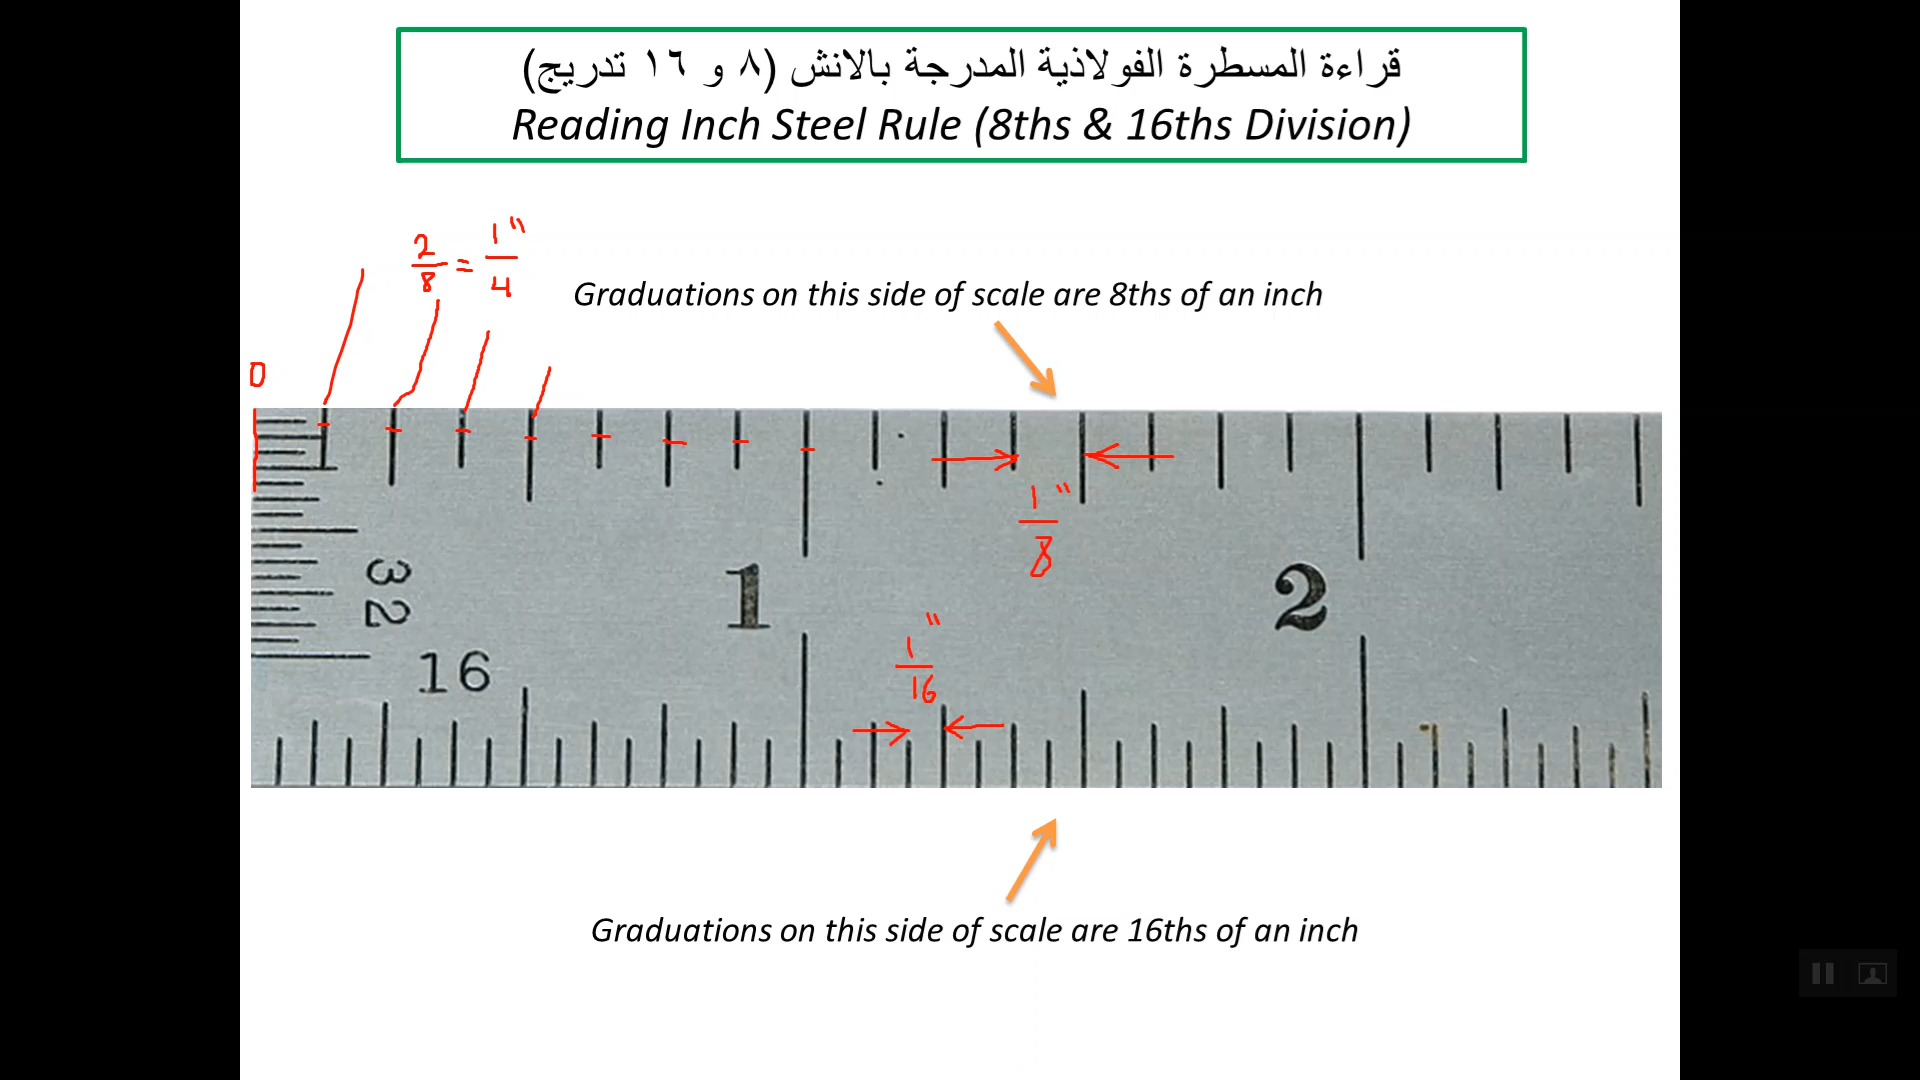 قراءة المسطرة الفولاذية المدرجة بالانش (٨ و ١٦ تدريج)
Reading Inch Steel Rule (8ths & 16ths Division)
2/8 = 1"/4
Graduations on this side of scale are 8ths of an inch
0
1"/8
32
1
2
1"/16
16
Graduations on this side of scale are 16ths of an inch